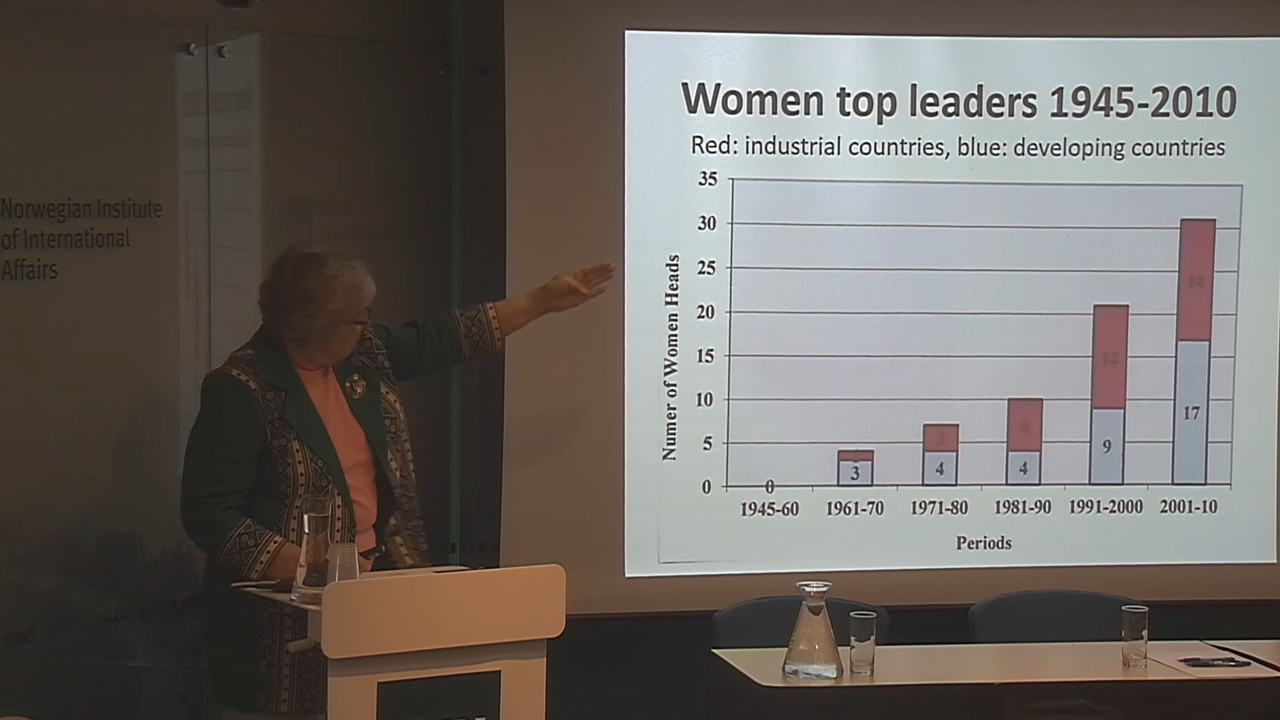 Norwegian Institute
of International
Affairs
Women top leaders 1945-2010
Red: industrial countries, blue: developing countries
Numer of Women Heads
35
30
25
20
15
10
5
0
0
3
3
4
6
4
12
9
14
17
1945-60 1961-70 1971-80 1981-90 1991-2000 2001-10
Periods